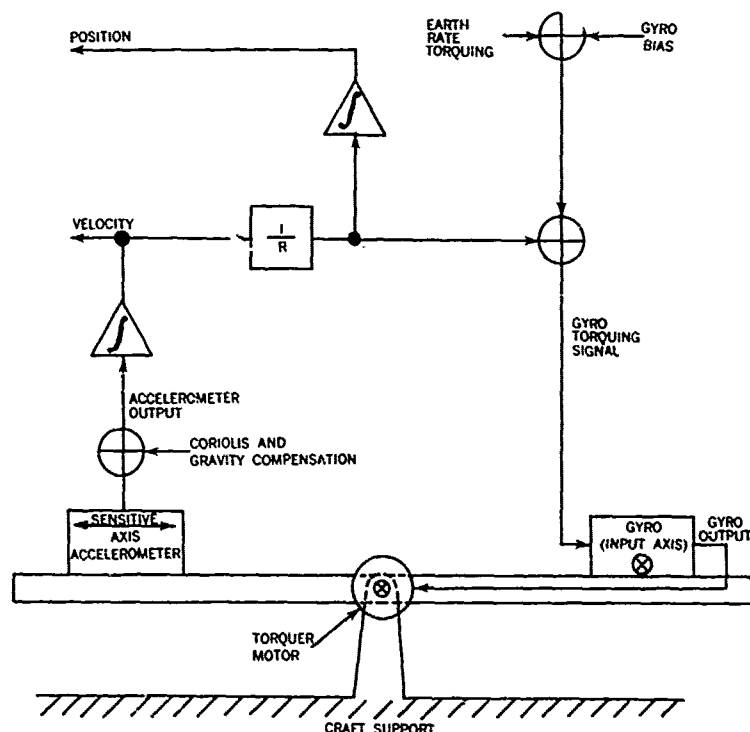 EARTH
RATE
TORQUING
GYRO
BIAS
POSITION
∫
VELOCITY
1
R
∫
GYRO
TORQUING
SIGNAL
ACCELEROMETER
OUTPUT
CORIOLIS AND
GRAVITY COMPENSATION
SENSITIVE
AXIS
ACCELEROMETER
GYRO
(INPUT AXIS)
GYRO
OUTPUT
TORQUER
MOTOR
CRAFT SUPPORT